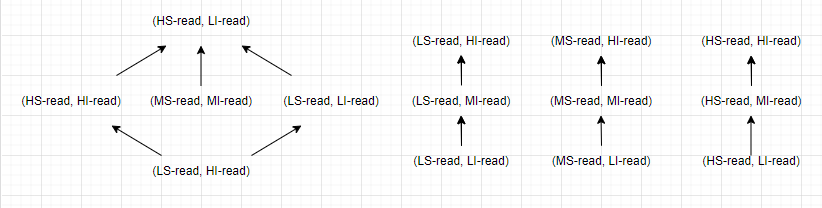 (HS-read, LI-read)
(HS-read, HI-read) (MS-read, MI-read) (LS-read, LI-read)
(LS-read, HI-read)
(LS-read, HI-read) (MS-read, HI-read) (HS-read, HI-read)
(LS-read, MI-read) (MS-read, MI-read) (HS-read, MI-read)
(LS-read, LI-read) (MS-read, LI-read) (HS-read, LI-read)